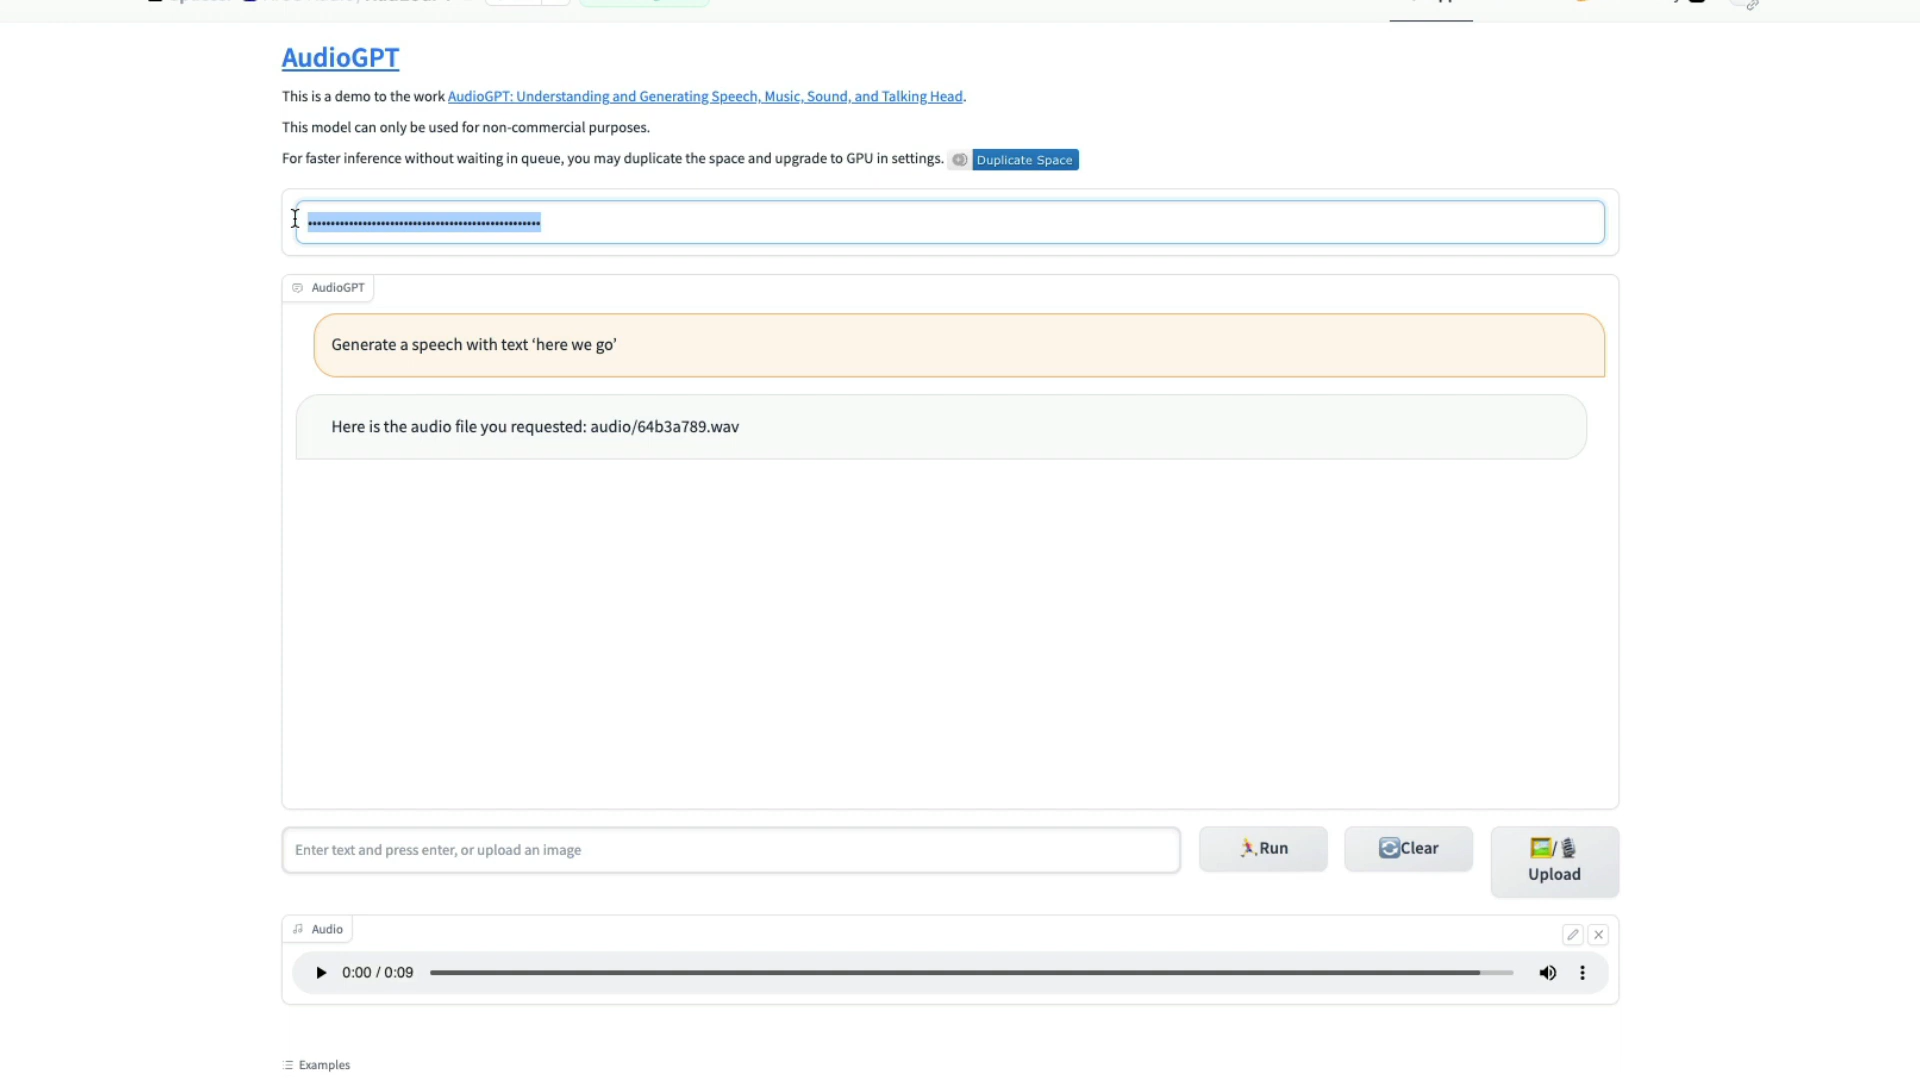 AudioGPT
This is a demo to the work AudioGPT: Understanding and Generating Speech, Music, Sound, and Talking Head.
This model can only be used for non-commercial purposes.
For faster inference without waiting in queue, you may duplicate the space and upgrade to GPU in settings. Duplicate Space
••••••••••••••••••••••••••••••••••••••••••••••••••••
AudioGPT
Generate a speech with text ‘here we go’
Here is the audio file you requested: audio/64b3a789.wav
Enter text and press enter, or upload an image
🏃Run
🔄Clear
🖼️/🎙️
Upload
Audio
0:00 / 0:09
Examples